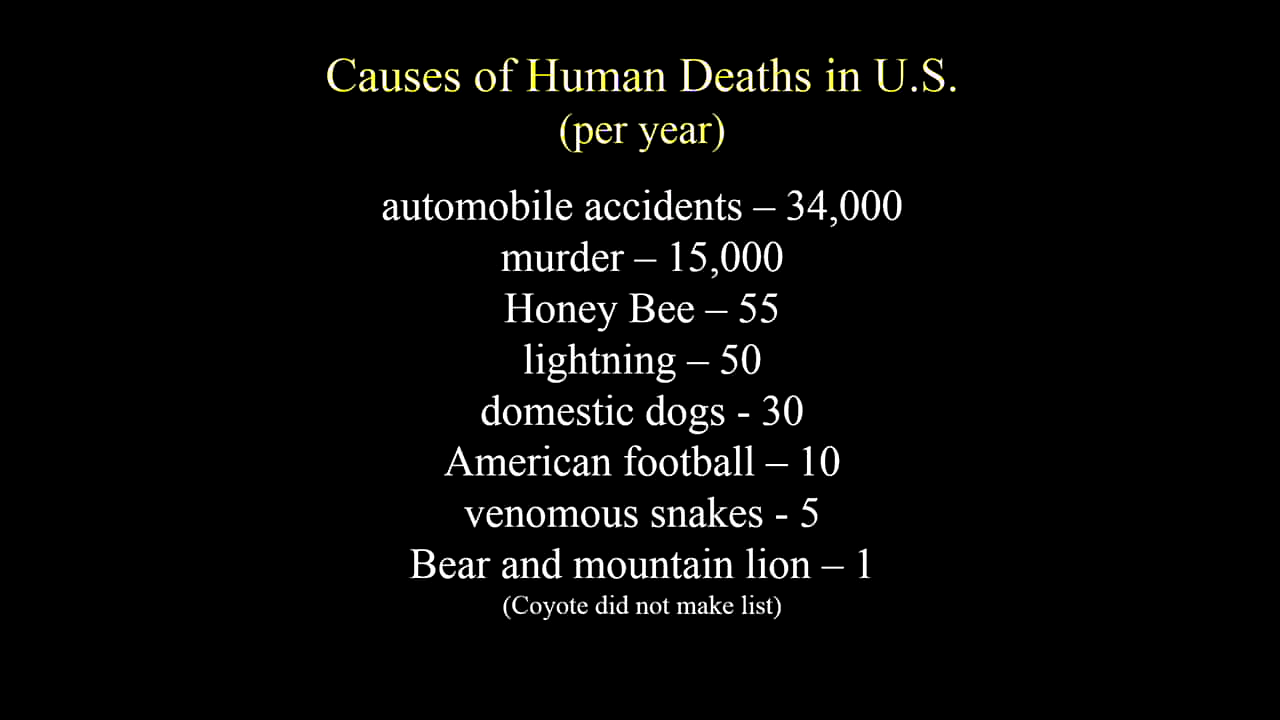 Causes of Human Deaths in U.S.
(per year)
automobile accidents – 34,000
murder – 15,000
Honey Bee – 55
lightning – 50
domestic dogs - 30
American football – 10
venomous snakes - 5
Bear and mountain lion – 1
(Coyote did not make list)